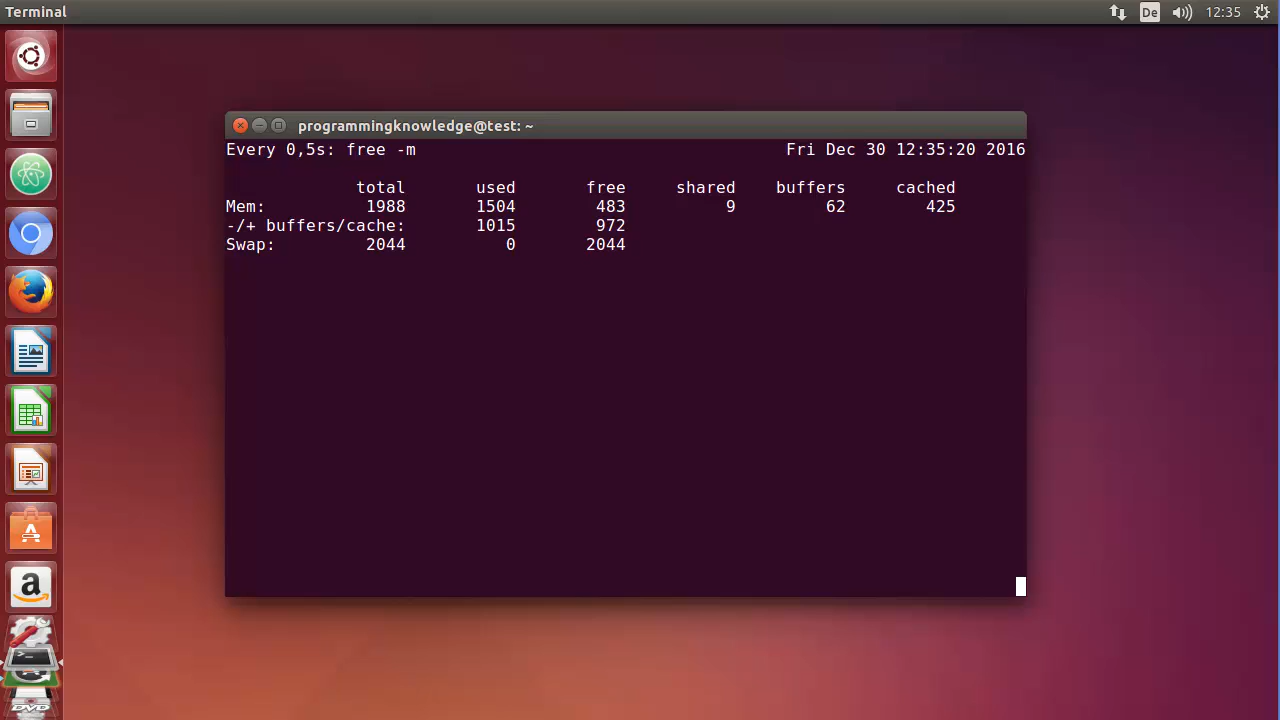 Terminal
De
12:35
programmingknowledge@test: ~
Every 0,5s: free -m Fri Dec 30 12:35:20 2016
total used free shared buffers cached
Mem: 1988 1504 483 9 62 425
-/+ buffers/cache: 1015 972
Swap: 2044 0 2044